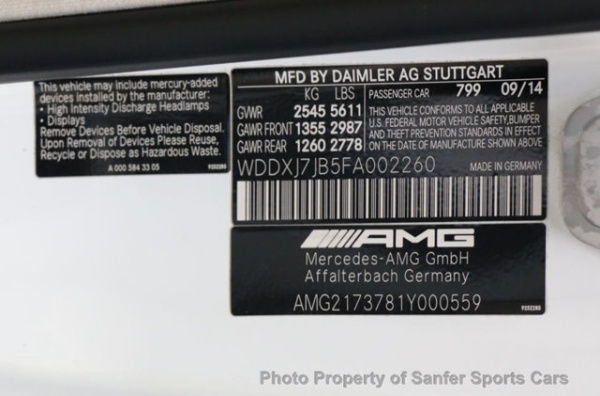 This vehicle may include mercury-added
devices installed by the manufacturer:
• High Intensity Discharge Headlamps
• Displays
Remove Devices Before Vehicle Disposal.
Upon Removal of Devices Please Reuse,
Recycle or Dispose as Hazardous Waste.
A 000 584 33 05
MFD BY DAIMLER AG STUTTGART
KG LBS PASSENGER CAR 799 09/14
GWR 2545 5611
GAWR FRONT 1355 2987
GAWR REAR 1260 2778
THIS VEHICLE CONFORMS TO ALL APPLICABLE
U.S. FEDERAL MOTOR VEHICLE SAFETY, BUMPER
AND THEFT PREVENTION STANDARDS IN EFFECT
ON THE DATE OF MANUFACTURE SHOWN ABOVE.
WDDXJ7JB5FA002260 MADE IN GERMANY
AMG
Mercedes-AMG GmbH
Affalterbach Germany
AMG2173781Y000559
Photo Property of Sanfer Sports Cars